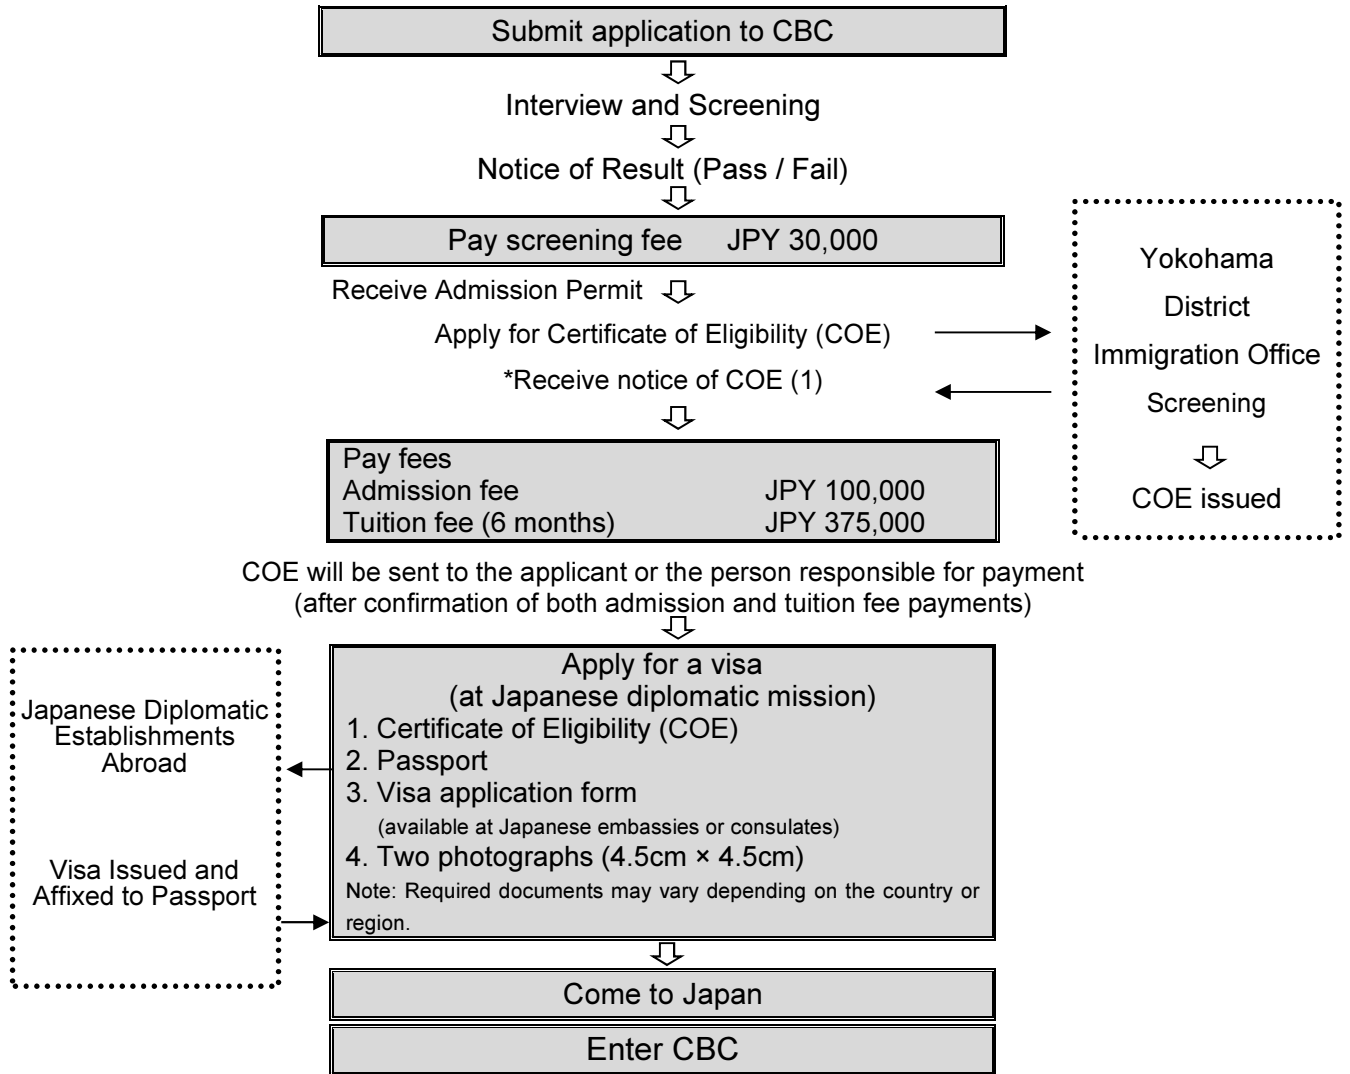 Submit application to CBC
Interview and Screening
Notice of Result (Pass / Fail)
Pay screening fee JPY 30,000
Receive Admission Permit
Apply for Certificate of Eligibility (COE)
*Receive notice of COE (1)
Yokohama
District
Immigration Office
Screening
COE issued
Pay fees
Admission fee JPY 100,000
Tuition fee (6 months) JPY 375,000
COE will be sent to the applicant or the person responsible for payment
(after confirmation of both admission and tuition fee payments)
Apply for a visa
(at Japanese diplomatic mission)
1. Certificate of Eligibility (COE)
2. Passport
3. Visa application form
(available at Japanese embassies or consulates)
4. Two photographs (4.5cm × 4.5cm)
Note: Required documents may vary depending on the country or
region.
Japanese Diplomatic
Establishments
Abroad
Visa Issued and
Affixed to Passport
Come to Japan
Enter CBC